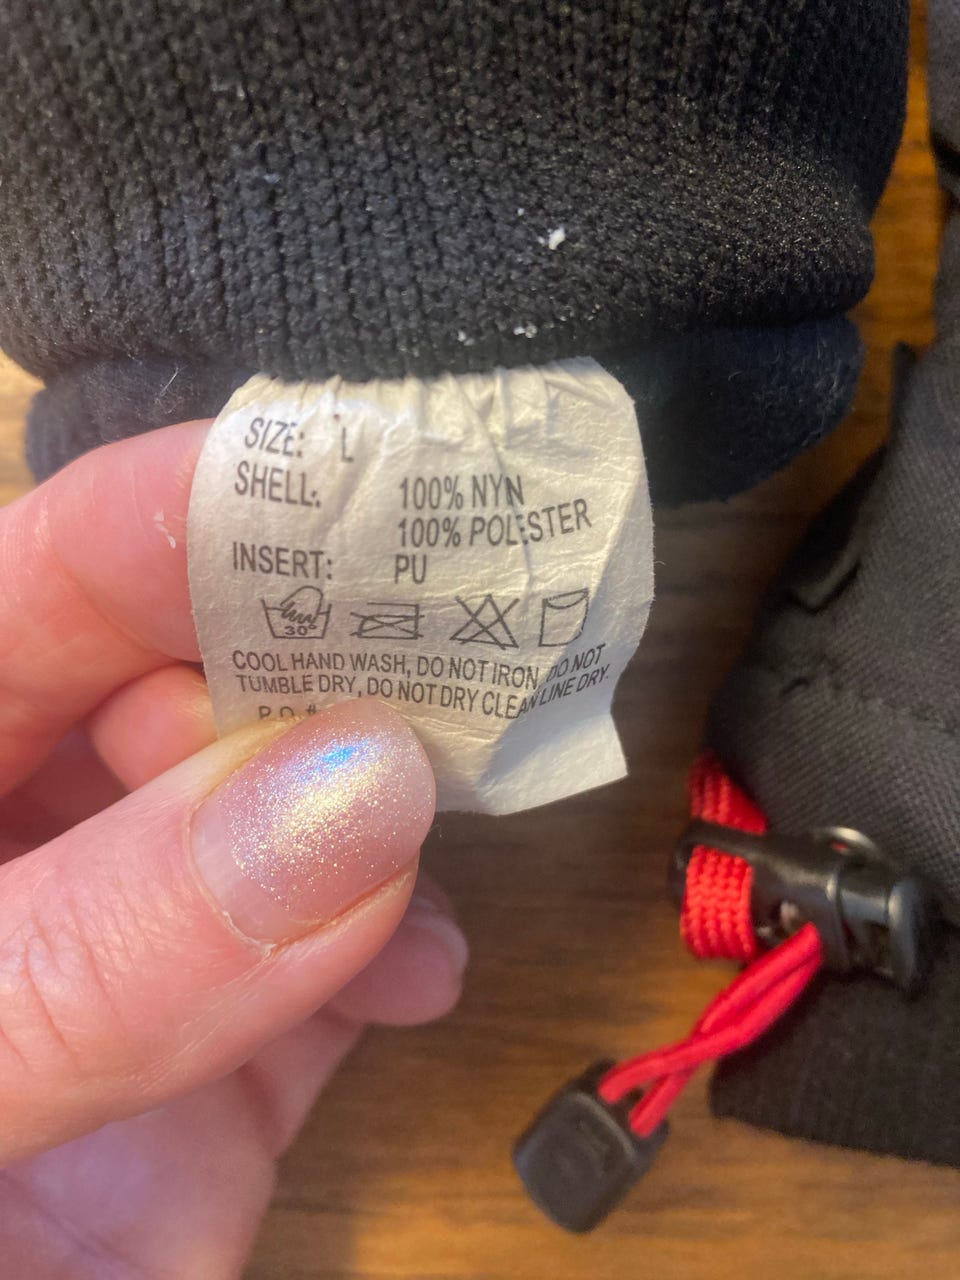 SIZE: L
SHELL: 100% NYN
100% POLESTER
INSERT: PU
30°
COOL HAND WASH, DO NOT IRON, DO NOT
TUMBLE DRY, DO NOT DRY CLEAN LINE DRY.
P.O.#